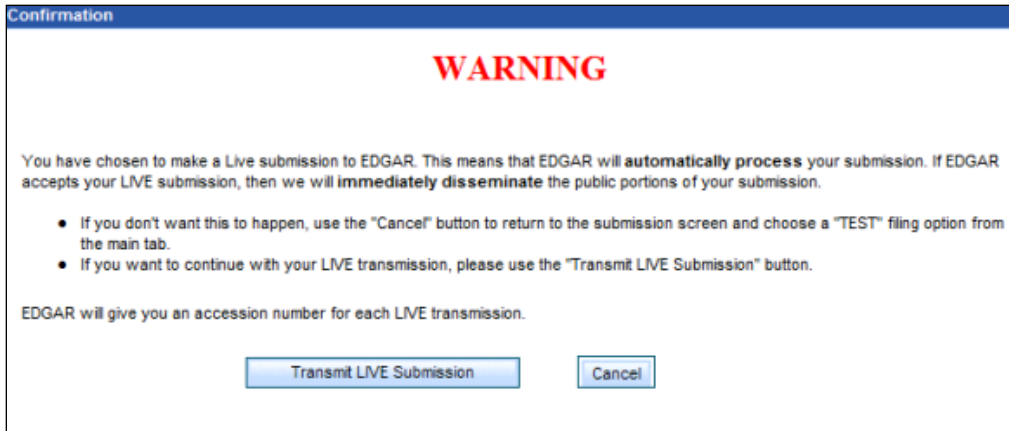 Confirmation
WARNING
You have chosen to make a Live submission to EDGAR. This means that EDGAR will automatically process your submission. If EDGAR
accepts your LIVE submission, then we will immediately disseminate the public portions of your submission.
● If you don't want this to happen, use the "Cancel" button to return to the submission screen and choose a "TEST" filing option from
the main tab.
● If you want to continue with your LIVE transmission, please use the "Transmit LIVE Submission" button.
EDGAR will give you an accession number for each LIVE transmission.
Transmit LIVE Submission Cancel